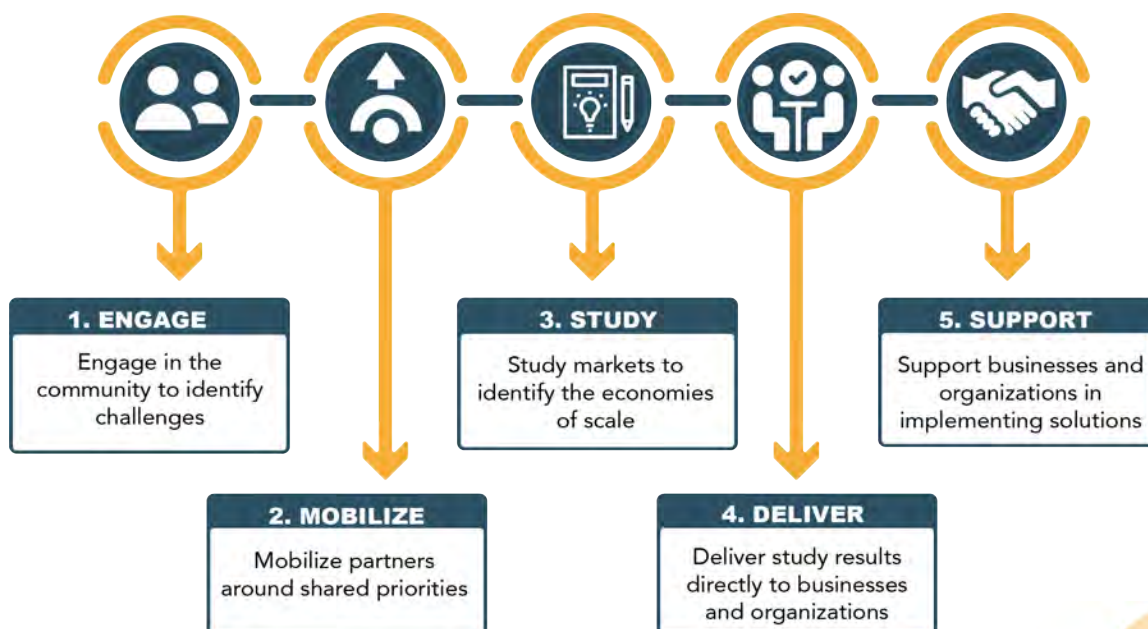 1. ENGAGE
Engage in the
community to identify
challenges
2. MOBILIZE
Mobilize partners
around shared priorities
3. STUDY
Study markets to
identify the economies
of scale
4. DELIVER
Deliver study results
directly to businesses
and organizations
5. SUPPORT
Support businesses and
organizations in
implementing solutions